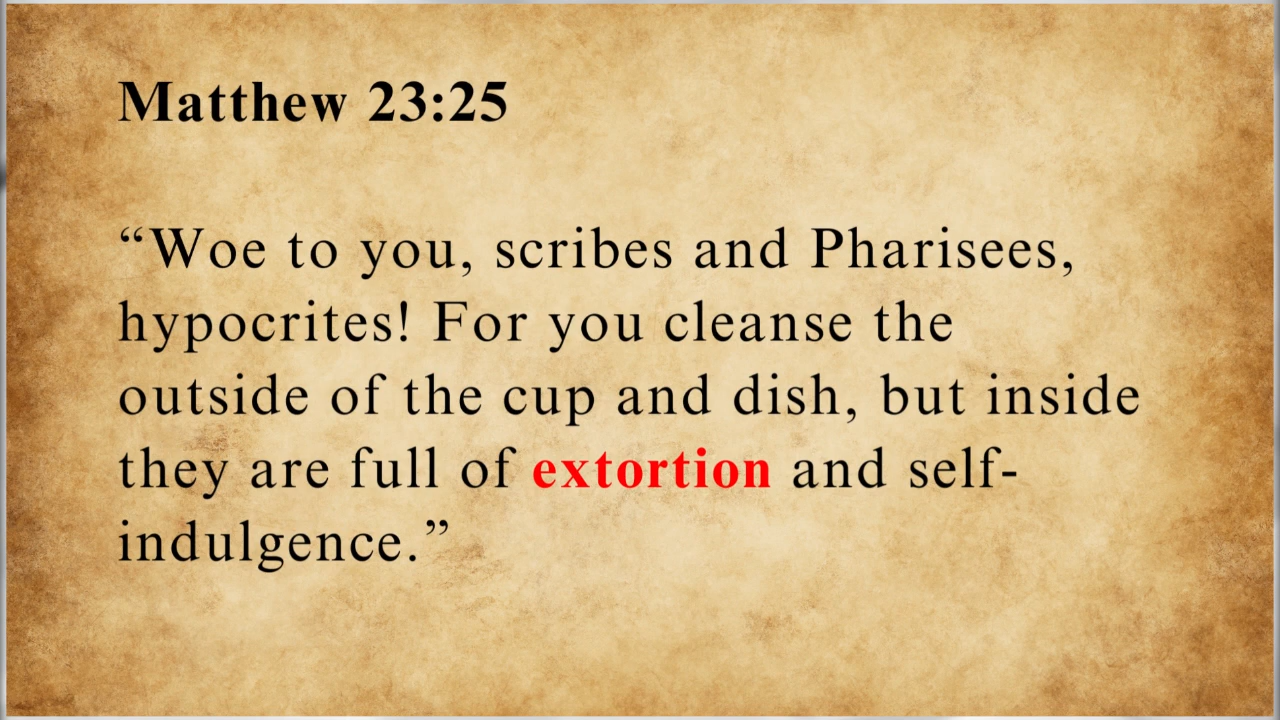 Matthew 23:25
“Woe to you, scribes and Pharisees,
hypocrites! For you cleanse the
outside of the cup and dish, but inside
they are full of extortion and self-
indulgence.”